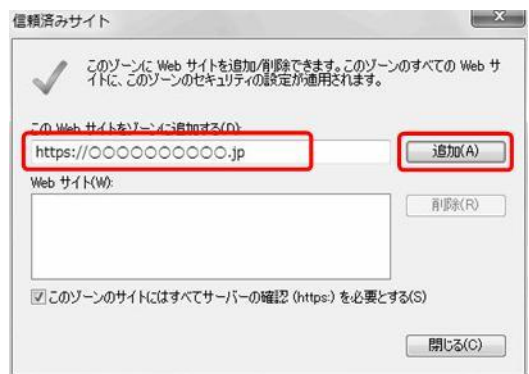 信頼済みサイト
このゾーンに Web サイトを追加/削除できます。このゾーンのすべての Web サ
イトに、このゾーンのセキュリティの設定が適用されます。
この Web サイトをゾーンに追加する(D):
https://○○○○○○○○○○.jp
追加(A)
Web サイト(W):
削除(R)
このゾーンのサイトにはすべてサーバーの確認 (https:) を必要とする(S)
閉じる(C)